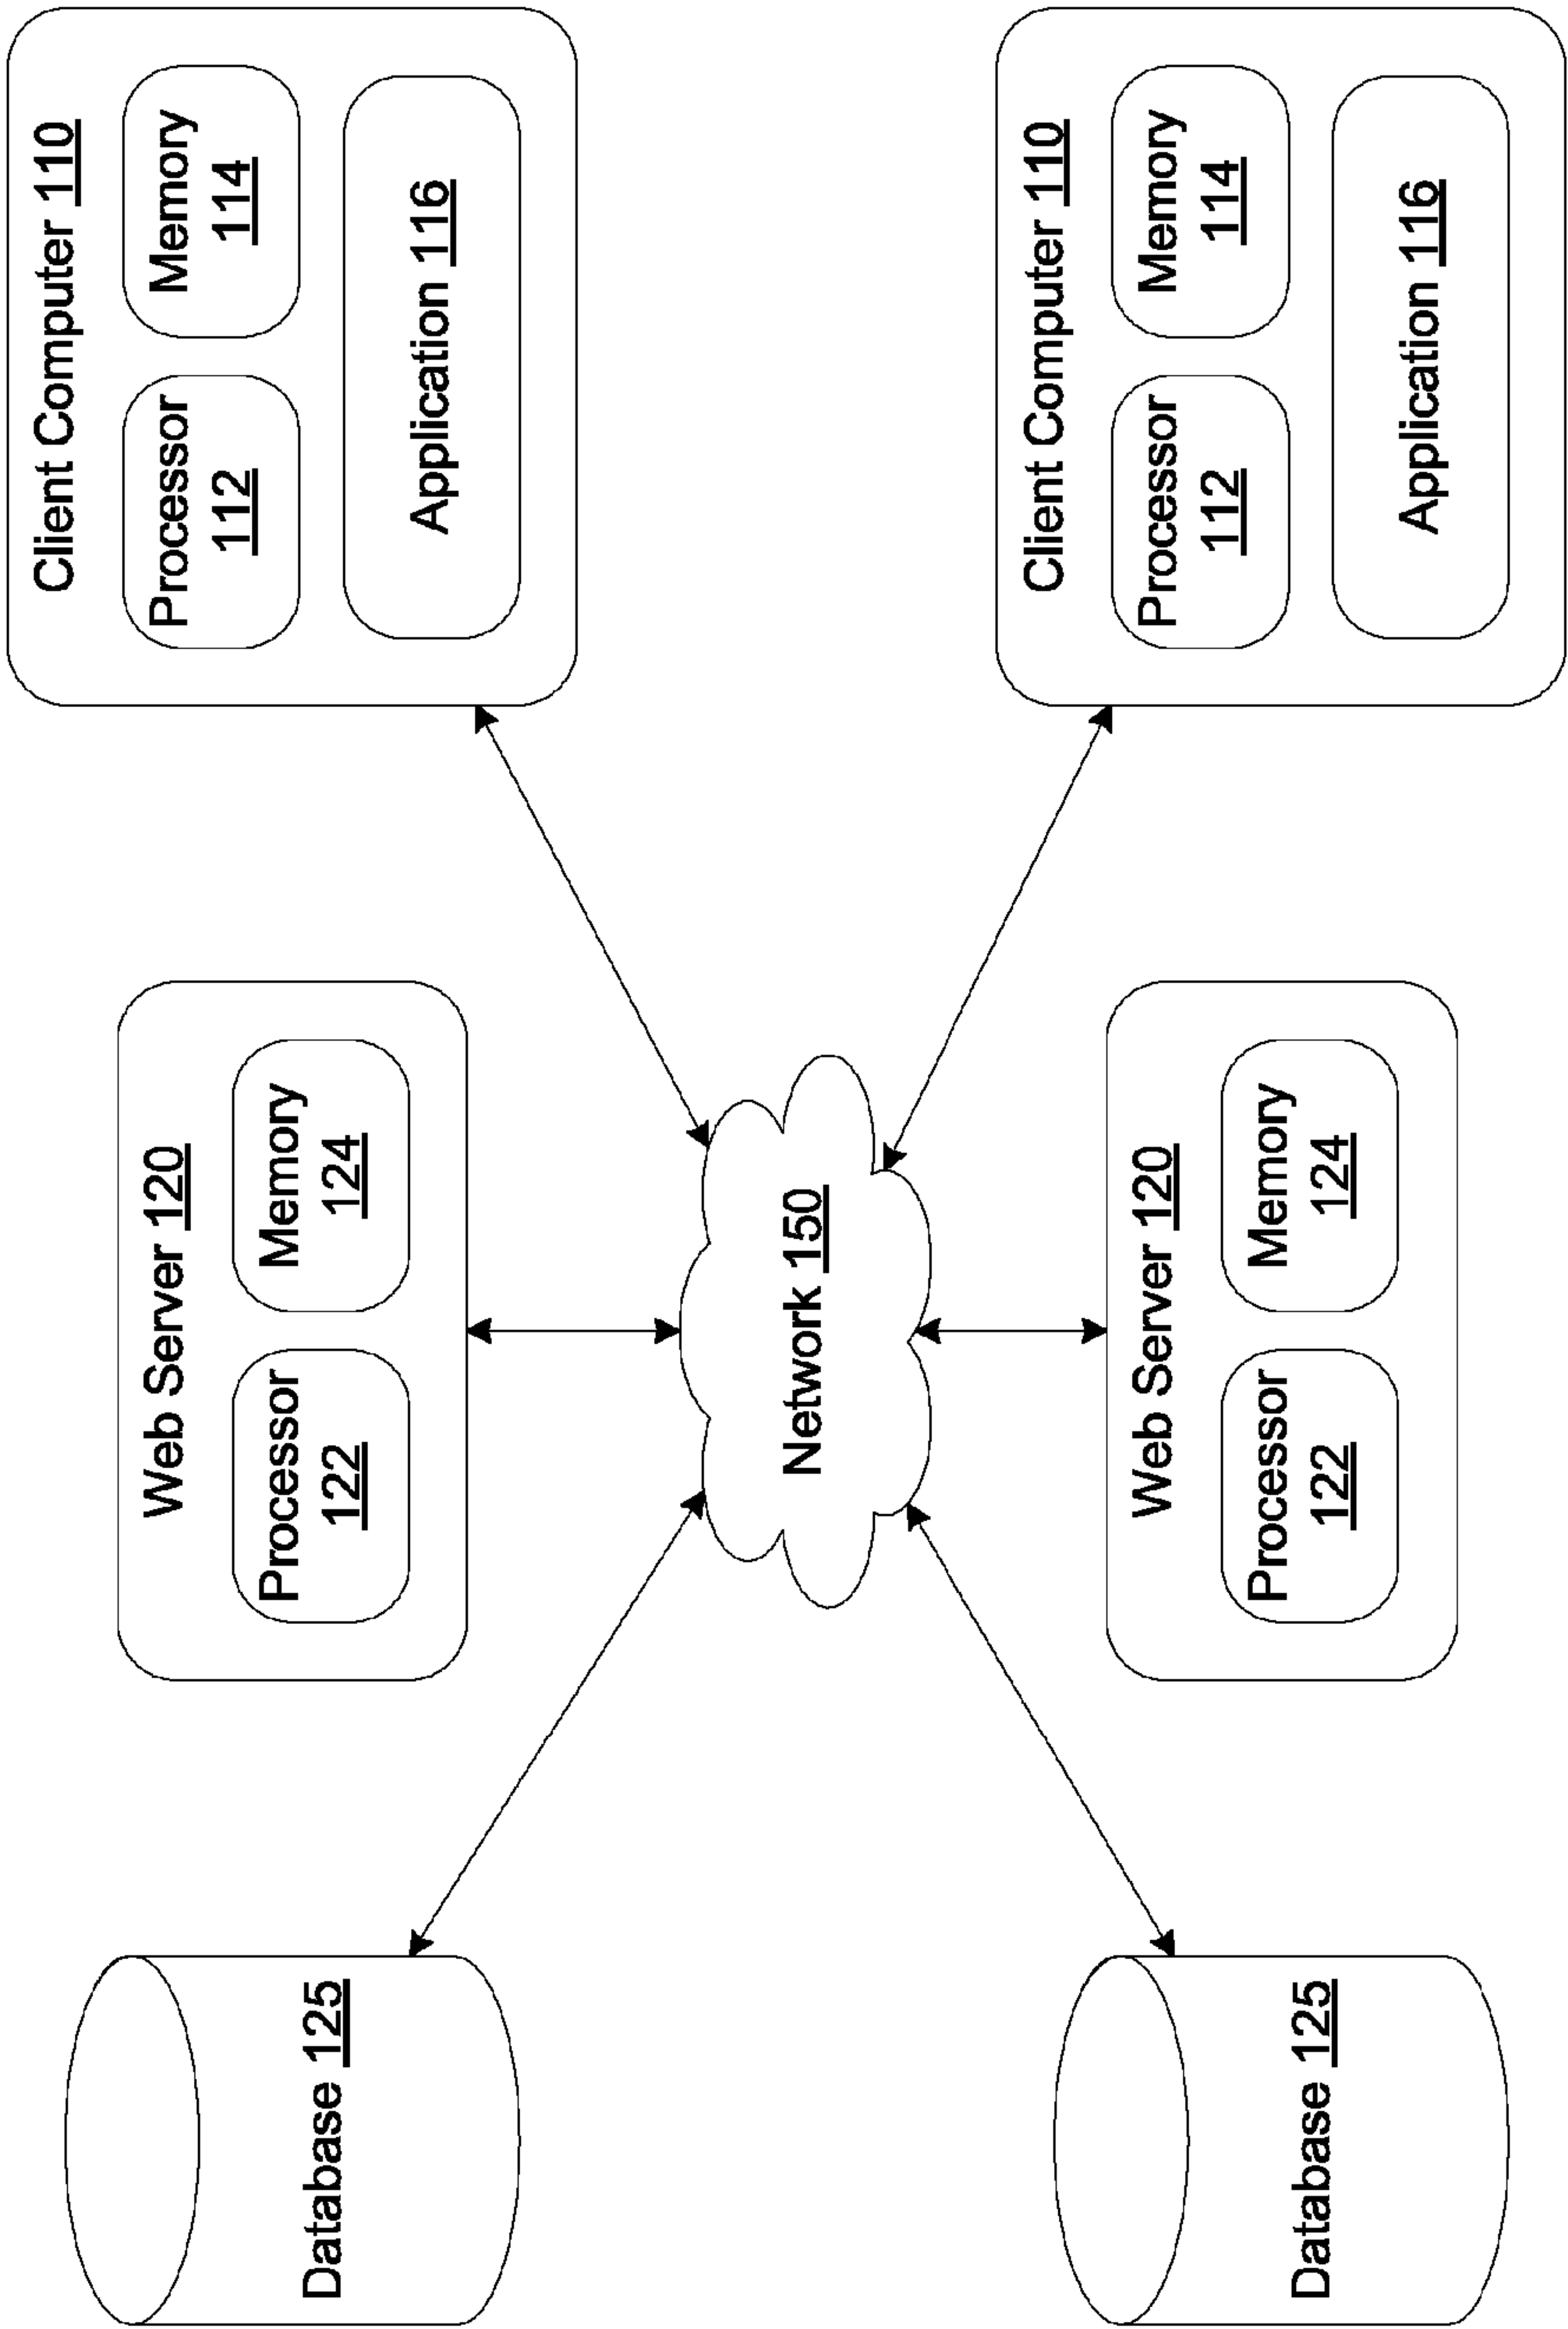 Database 125
Web Server 120
Processor
122
Memory
124
Client Computer 110
Processor
112
Memory
114
Application 116
Network 150
Database 125
Web Server 120
Processor
122
Memory
124
Client Computer 110
Processor
112
Memory
114
Application 116